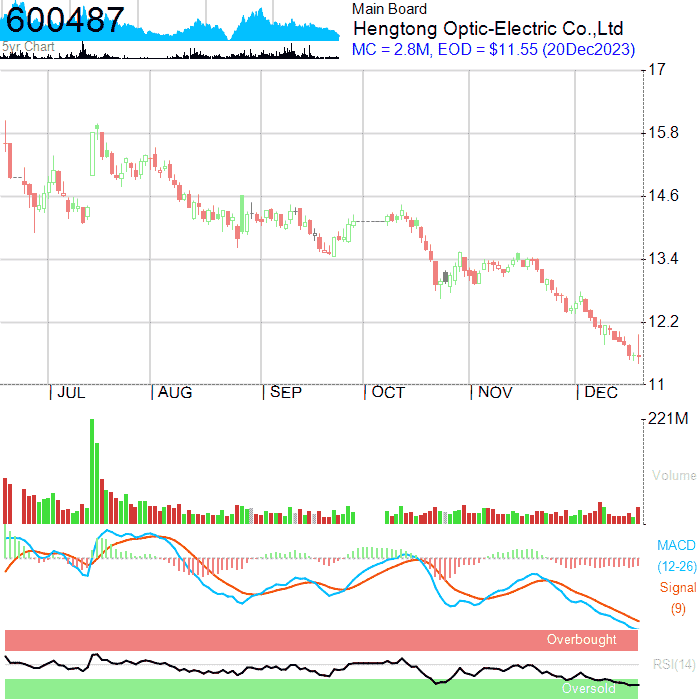 600487
5yr Chart
Main Board
Hengtong Optic-Electric Co.,Ltd
MC = 2.8M, EOD = $11.55 (20Dec2023)
17
15.8
14.6
13.4
12.2
11
JUL AUG SEP OCT NOV DEC
221M
Volume
MACD
(12-26)
Signal
(9)
Overbought
RSI(14)
Oversold